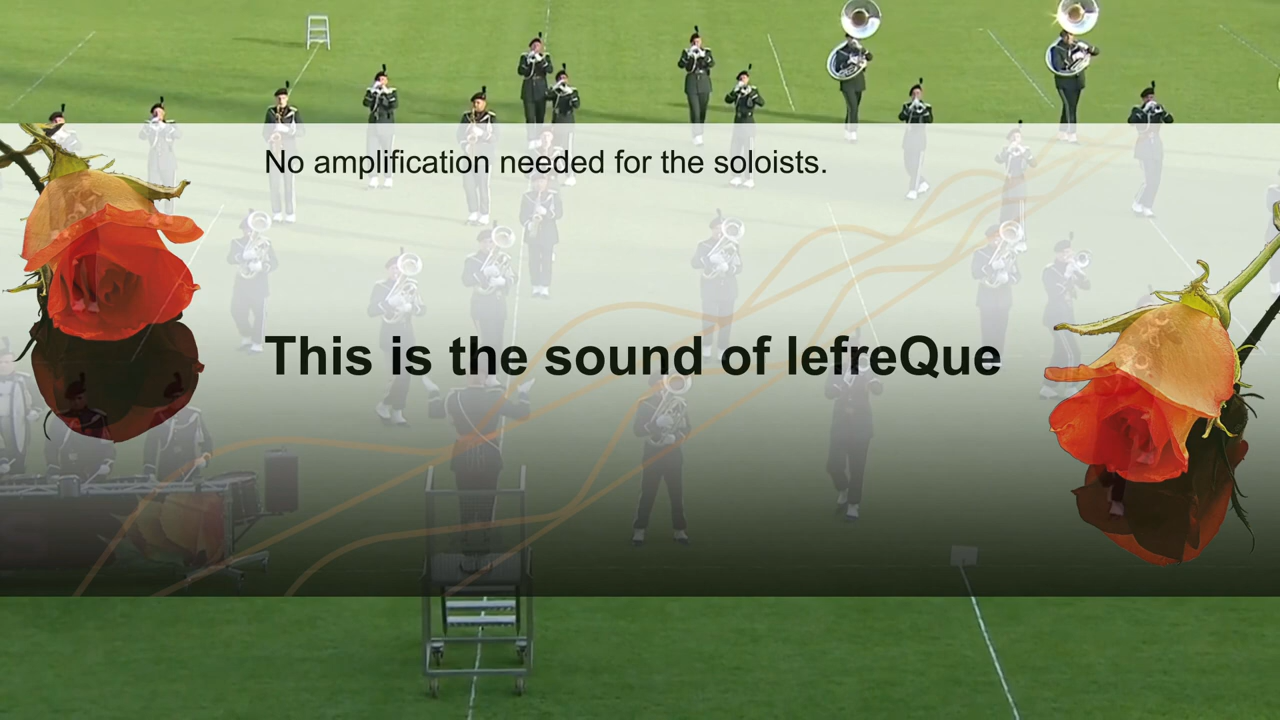 No amplification needed for the soloists.
This is the sound of lefreQue